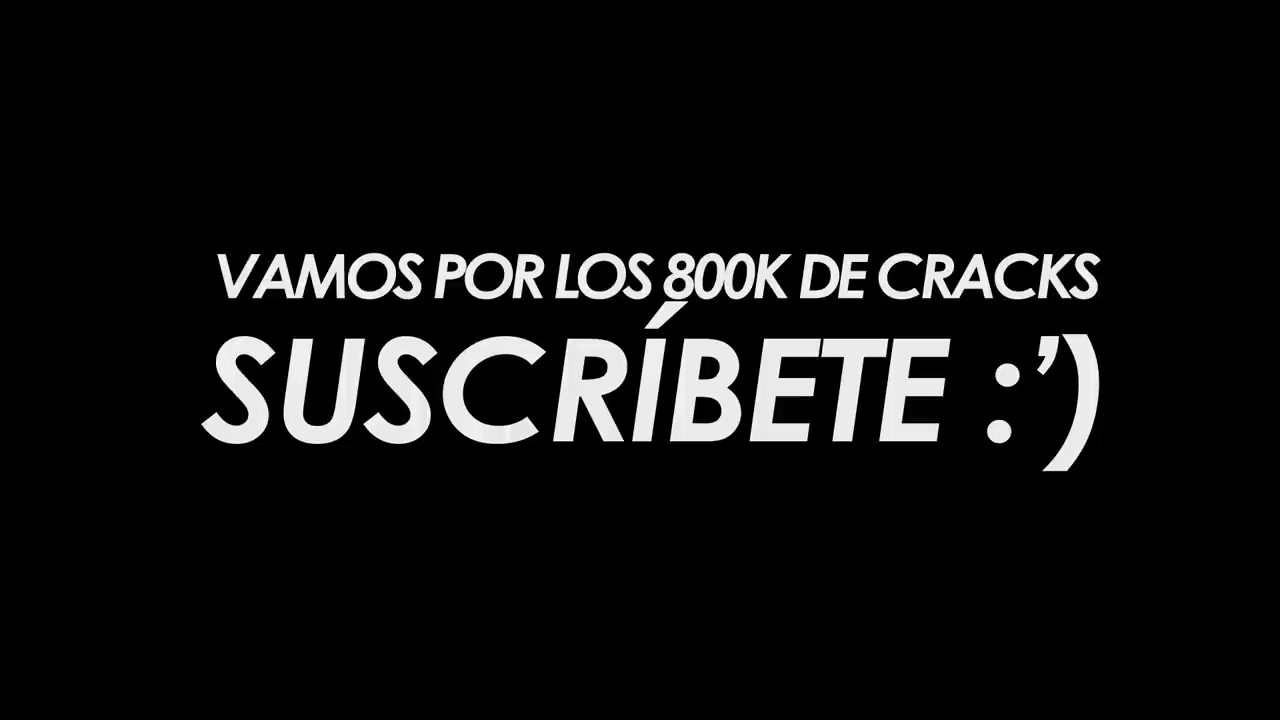 VAMOS POR LOS 800K DE CRACKS
SUSCRÍBETE :’)